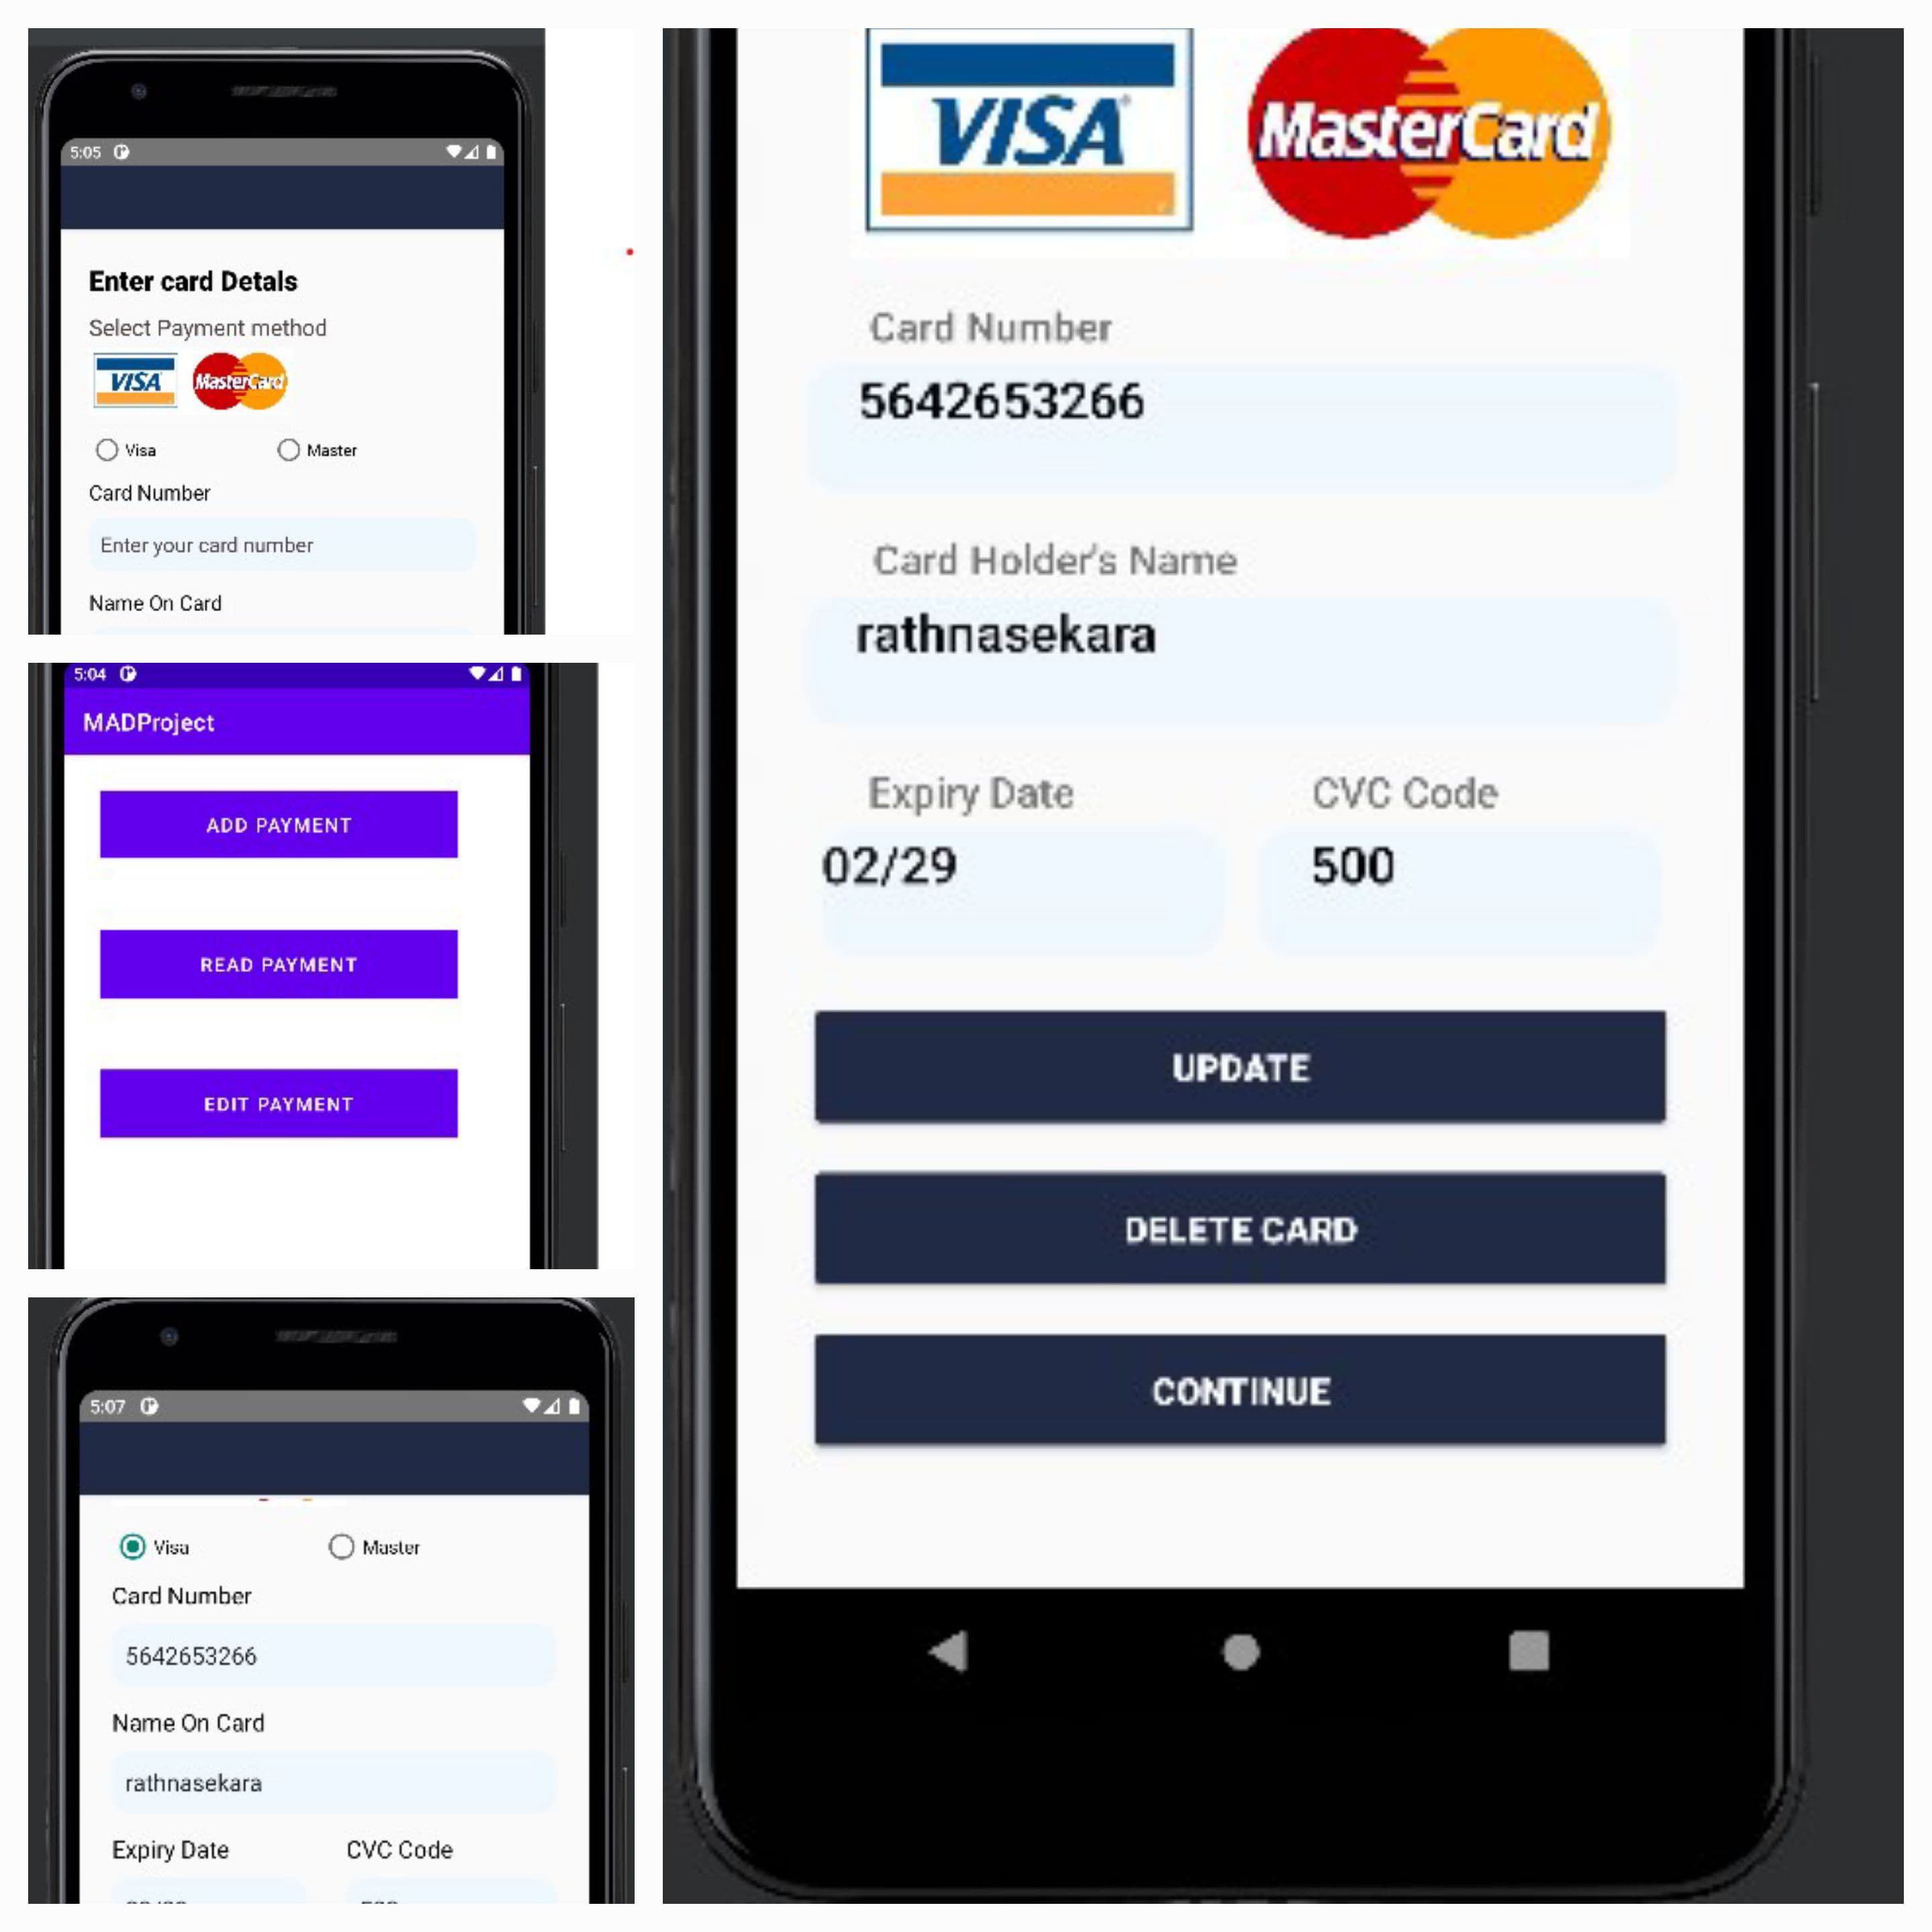 5:05
Enter card Detals
Select Payment method
VISA MasterCard
Visa Master
Card Number
Enter your card number
Name On Card
5:04
MADProject
ADD PAYMENT
READ PAYMENT
EDIT PAYMENT
5:07
Visa Master
Card Number
5642653266
Name On Card
rathnasekara
Expiry Date CVC Code
VISA MasterCard
Card Number
5642653266
Card Holder's Name
rathnasekara
Expiry Date CVC Code
02/29 500
UPDATE
DELETE CARD
CONTINUE